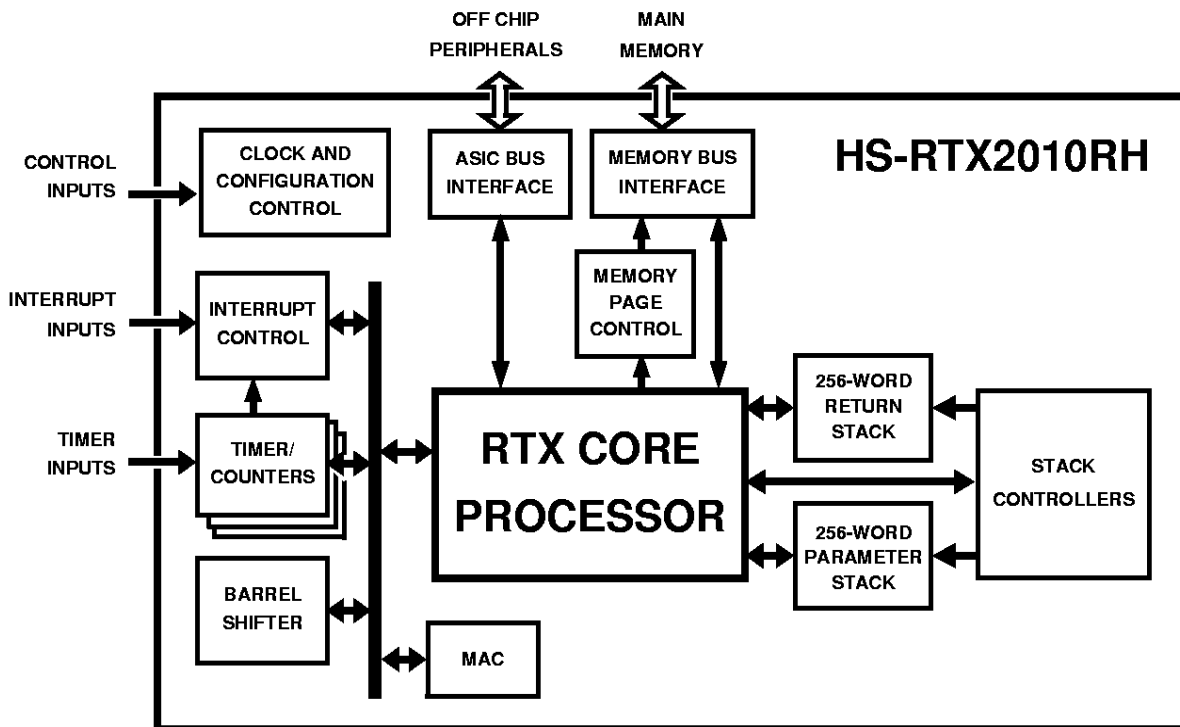 OFF CHIP
PERIPHERALS
MAIN
MEMORY
HS-RTX2010RH
CONTROL
INPUTS
CLOCK AND
CONFIGURATION
CONTROL
ASIC BUS
INTERFACE
MEMORY BUS
INTERFACE
MEMORY
PAGE
CONTROL
INTERRUPT
INPUTS
INTERRUPT
CONTROL
TIMER
INPUTS
TIMER/
COUNTERS
RTX CORE
PROCESSOR
256-WORD
RETURN
STACK
STACK
CONTROLLERS
256-WORD
PARAMETER
STACK
BARREL
SHIFTER
MAC